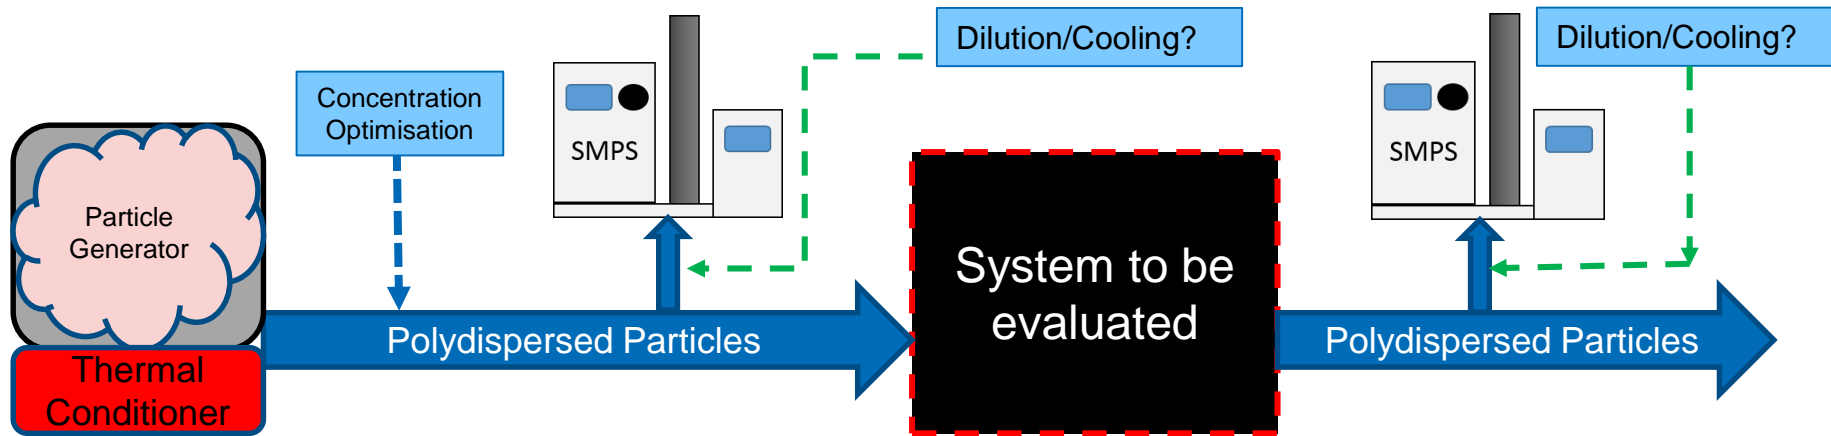 Particle
Generator
Thermal
Conditioner
Concentration
Optimisation
SMPS
Dilution/Cooling?
Polydispersed Particles
System to be
evaluated
SMPS
Dilution/Cooling?
Polydispersed Particles